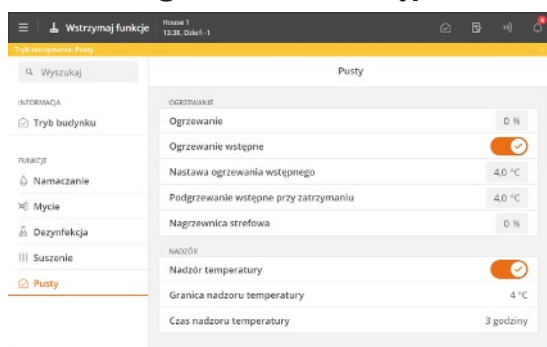 Wstrzymaj funkcje
House 1
13:38, Dzień -1
Tryb zatrzymania: Pusty
Wyszukaj
Pusty
INFORMACJA
Tryb budynku
FUNKCJE
Namaczanie
Mycie
Dezynfekcja
Suszenie
Pusty
OGRZEWANIE
Ogrzewanie 0 %
Ogrzewanie wstępne
Nastawa ogrzewania wstępnego 4,0 °C
Podgrzewanie wstępne przy zatrzymaniu 4,0 °C
Nagrzewnica strefowa 0 %
NADZÓR
Nadzór temperatury
Granica nadzoru temperatury 4 °C
Czas nadzoru temperatury 3 godziny